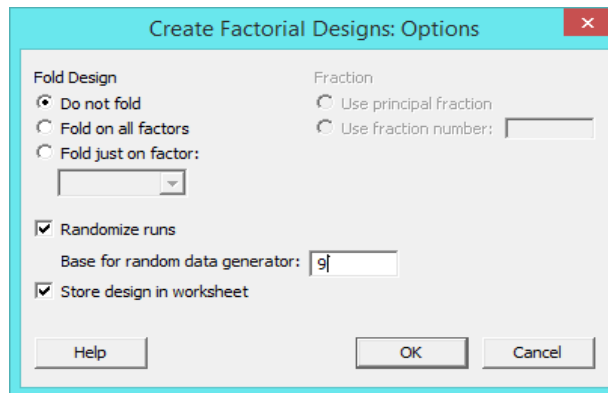 Create Factorial Designs: Options
Fold Design
Do not fold
Fold on all factors
Fold just on factor:
Fraction
Use principal fraction
Use fraction number:
Randomize runs
Base for random data generator: 9
Store design in worksheet
Help OK Cancel